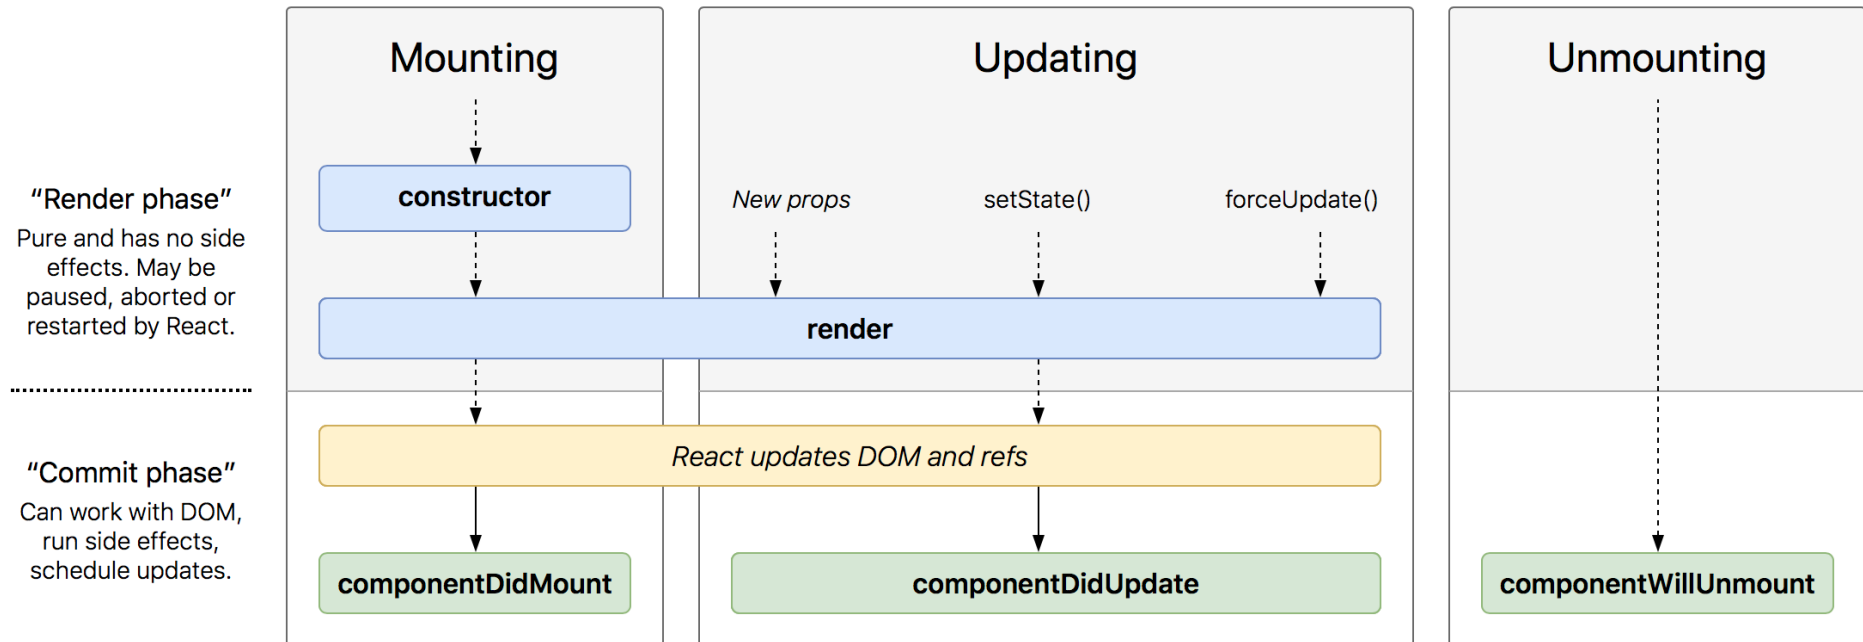 Mounting
Updating
Unmounting
“Render phase”
Pure and has no side
effects. May be
paused, aborted or
restarted by React.
constructor
New props
setState()
forceUpdate()
render
“Commit phase”
Can work with DOM,
run side effects,
schedule updates.
React updates DOM and refs
componentDidMount
componentDidUpdate
componentWillUnmount